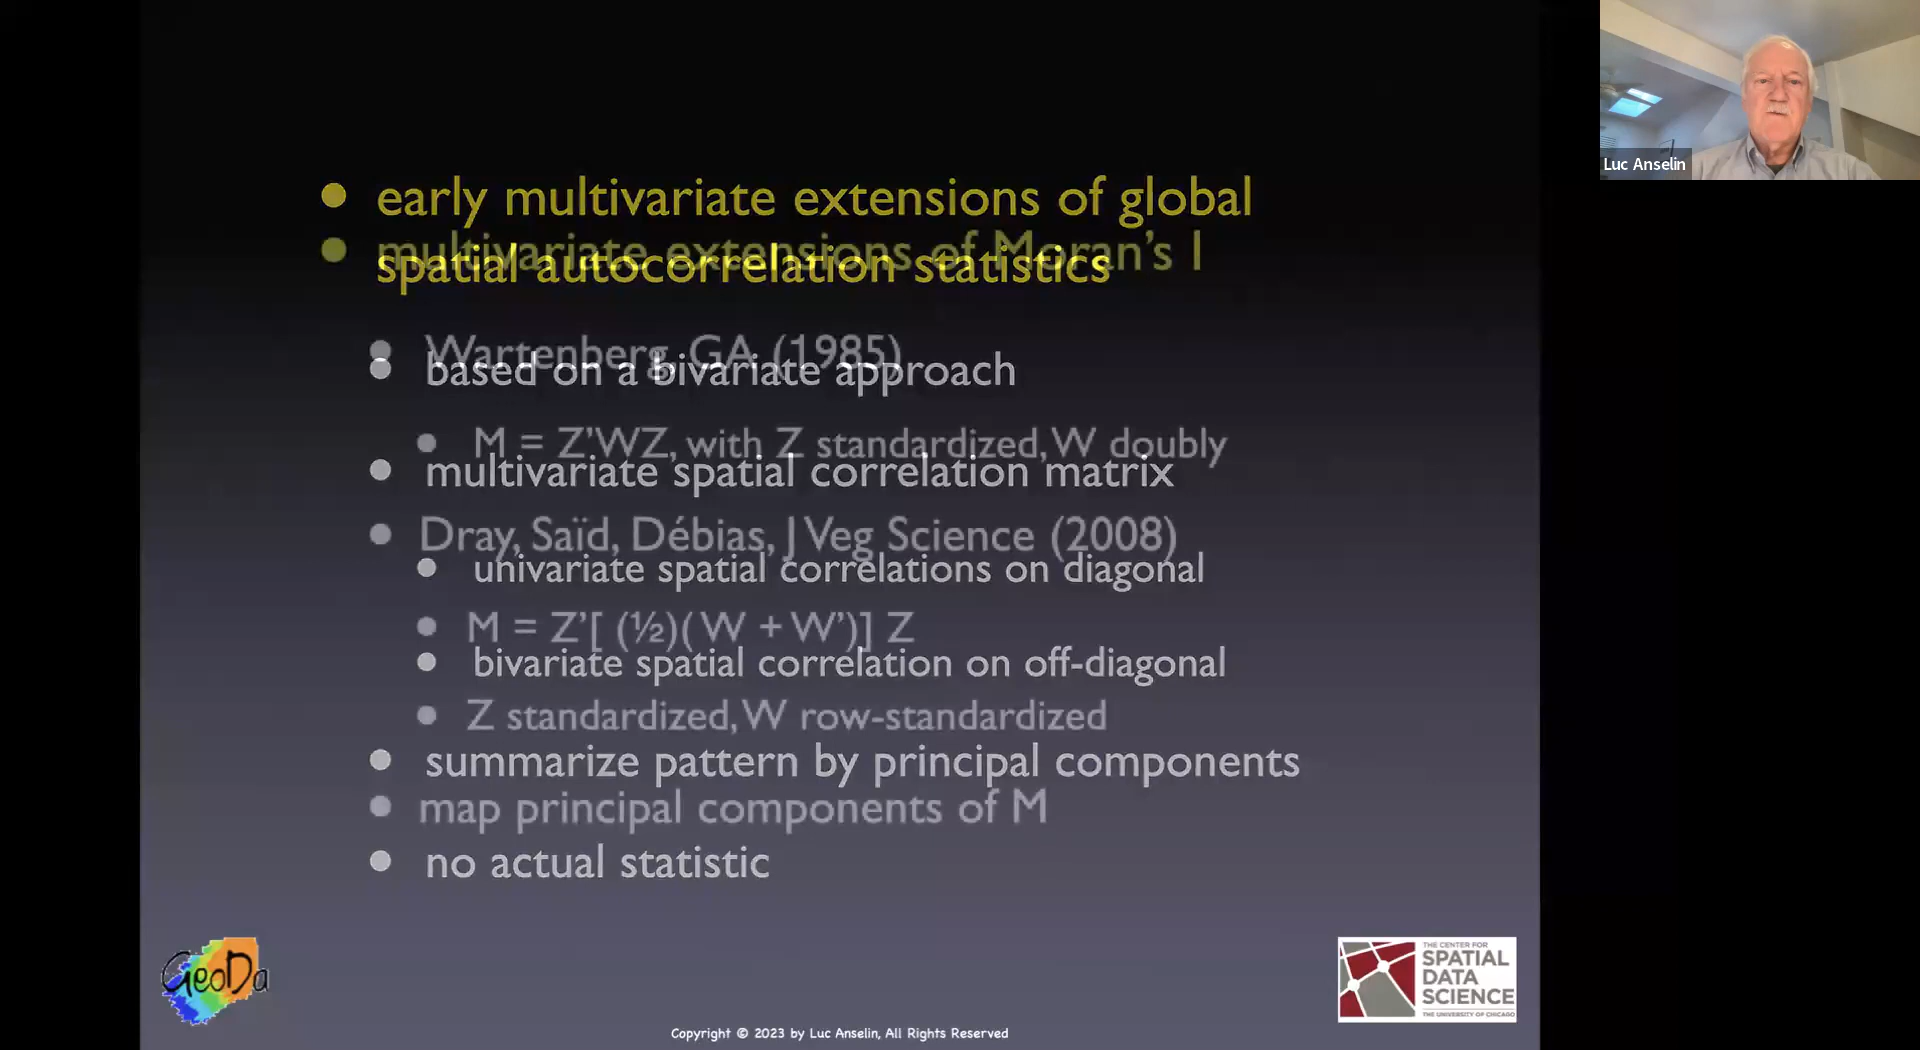 early multivariate extensions of global
spatial autocorrelation statistics
based on a bivariate approach
multivariate spatial correlation matrix
univariate spatial correlations on diagonal
bivariate spatial correlation on off-diagonal
summarize pattern by principal components
no actual statistic
multivariate extensions of Moran's I
Wartenberg, GA (1985)
M = Z'WZ, with Z standardized, W doubly
Dray, Saïd, Débias, J Veg Science (2008)
M = Z'[ (½)( W + W')] Z
Z standardized, W row-standardized
map principal components of M
GeoDa
THE CENTER FOR
SPATIAL
DATA
SCIENCE
THE UNIVERSITY OF CHICAGO
Copyright © 2023 by Luc Anselin, All Rights Reserved
Luc Anselin